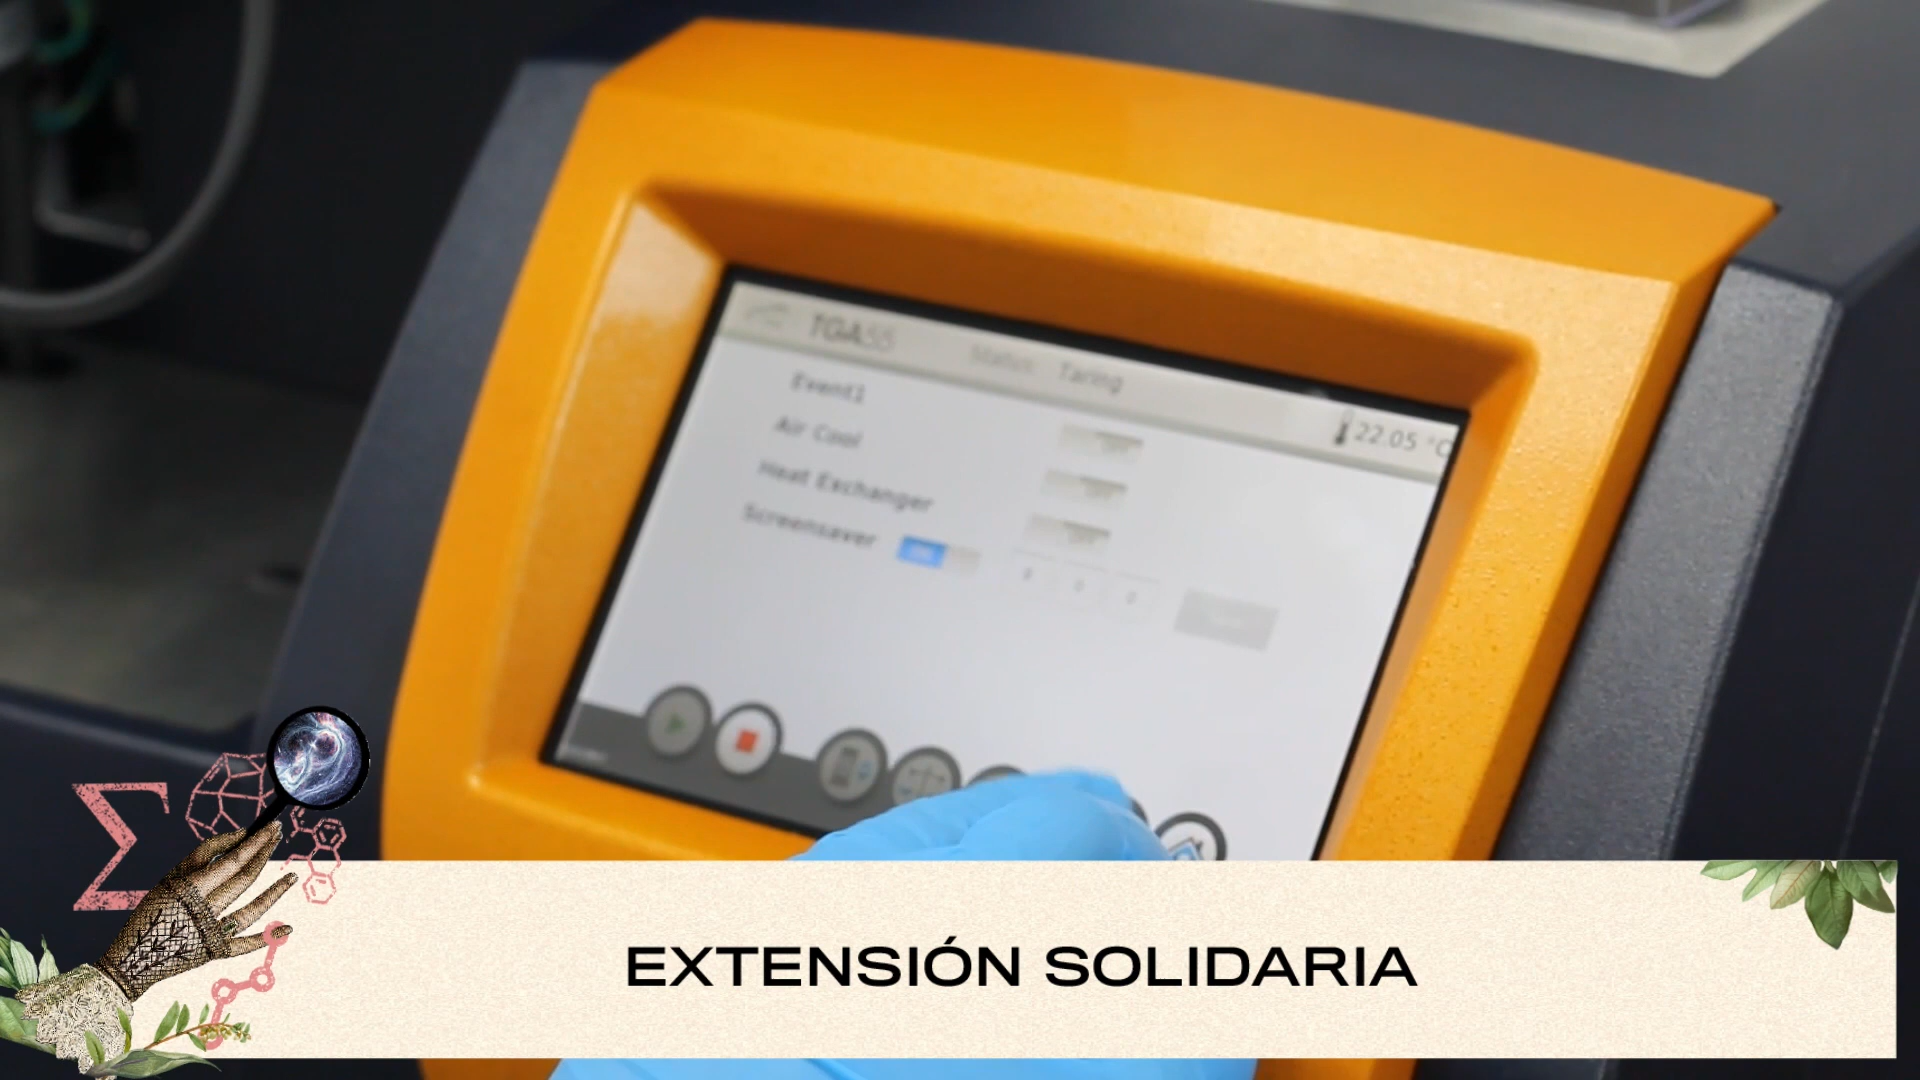 TGA55 Status: Taring
22.05 °C
Event1
Air Cool
Heat Exchanger
Screensaver
Σ
EXTENSIÓN SOLIDARIA